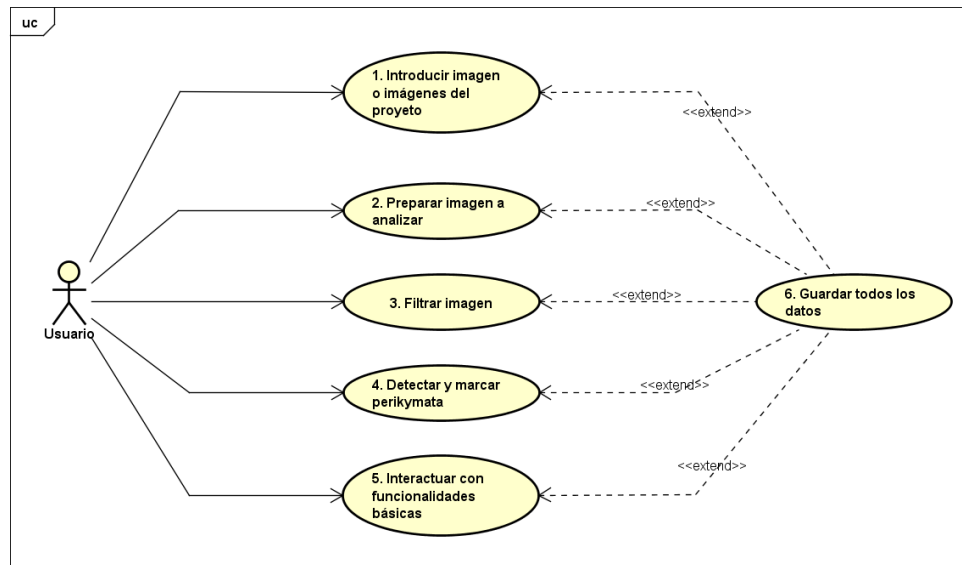 uc
1. Introducir imagen
o imágenes del
proyeto
<<extend>>
2. Preparar imagen a
analizar
<<extend>>
Usuario
3. Filtrar imagen
<<extend>>
6. Guardar todos los
datos
4. Detectar y marcar
perikymata
<<extend>>
5. Interactuar con
funcionalidades
básicas
<<extend>>